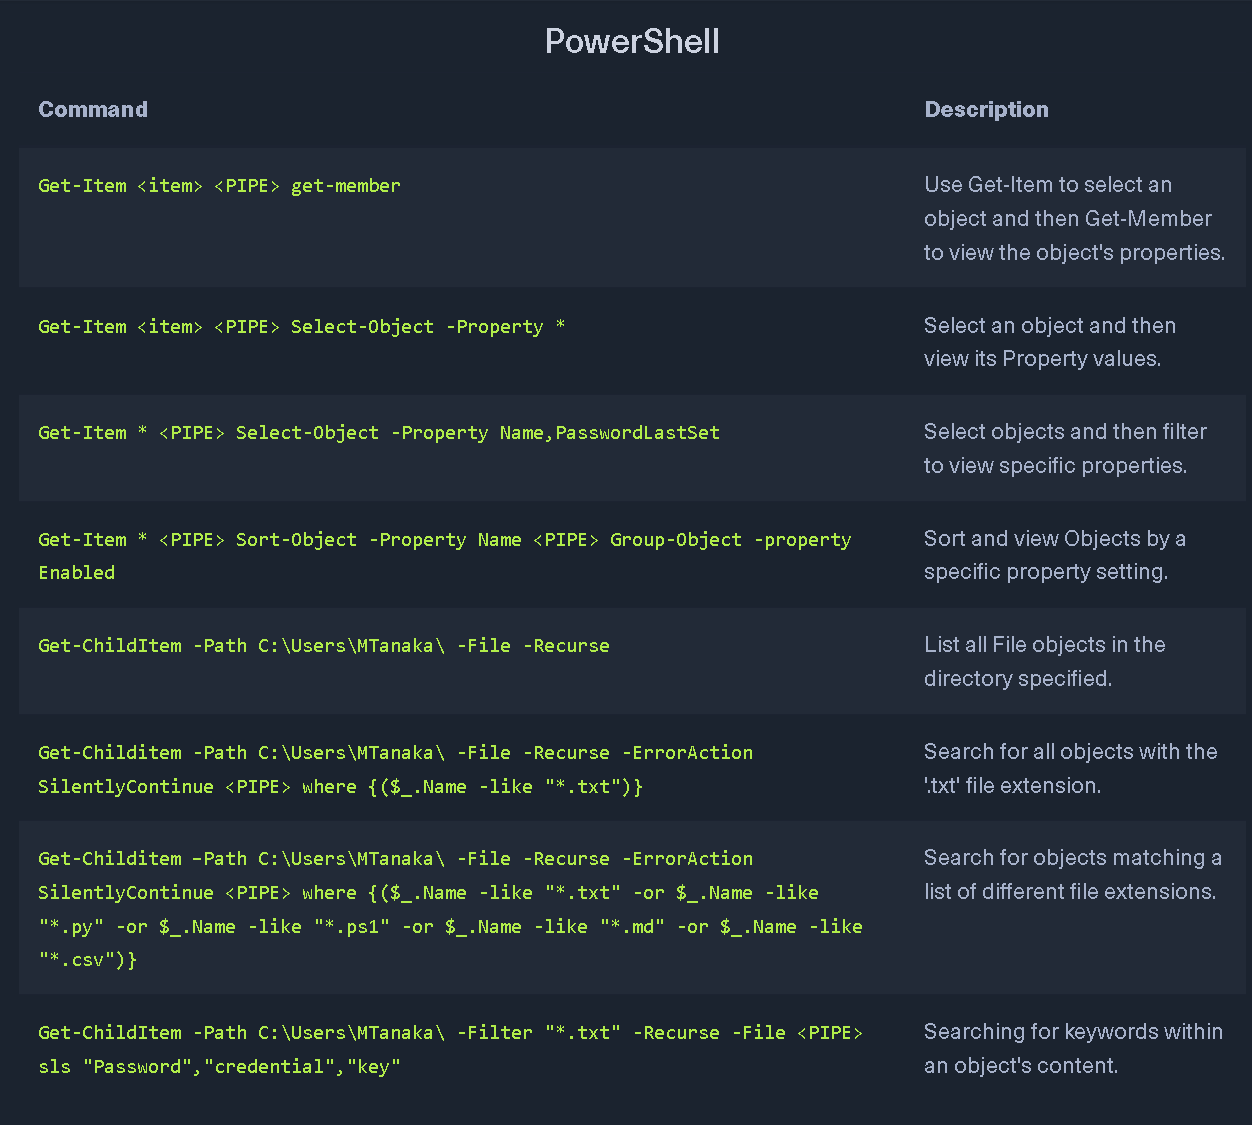 PowerShell
Command Description
Get-Item <item> <PIPE> get-member
Use Get-Item to select an
object and then Get-Member
to view the object's properties.
Get-Item <item> <PIPE> Select-Object -Property *
Select an object and then
view its Property values.
Get-Item * <PIPE> Select-Object -Property Name,PasswordLastSet
Select objects and then filter
to view specific properties.
Get-Item * <PIPE> Sort-Object -Property Name <PIPE> Group-Object -property
Enabled
Sort and view Objects by a
specific property setting.
Get-ChildItem -Path C:\Users\MTanaka\ -File -Recurse
List all File objects in the
directory specified.
Get-Childitem -Path C:\Users\MTanaka\ -File -Recurse -ErrorAction
SilentlyContinue <PIPE> where {($_.Name -like "*.txt")}
Search for all objects with the
'.txt' file extension.
Get-Childitem –Path C:\Users\MTanaka\ -File -Recurse -ErrorAction
SilentlyContinue <PIPE> where {($_.Name -like "*.txt" -or $_.Name -like
"*.py" -or $_.Name -like "*.ps1" -or $_.Name -like "*.md" -or $_.Name -like
"*.csv")}
Search for objects matching a
list of different file extensions.
Get-ChildItem -Path C:\Users\MTanaka\ -Filter "*.txt" -Recurse -File <PIPE>
sls "Password","credential","key"
Searching for keywords within
an object's content.